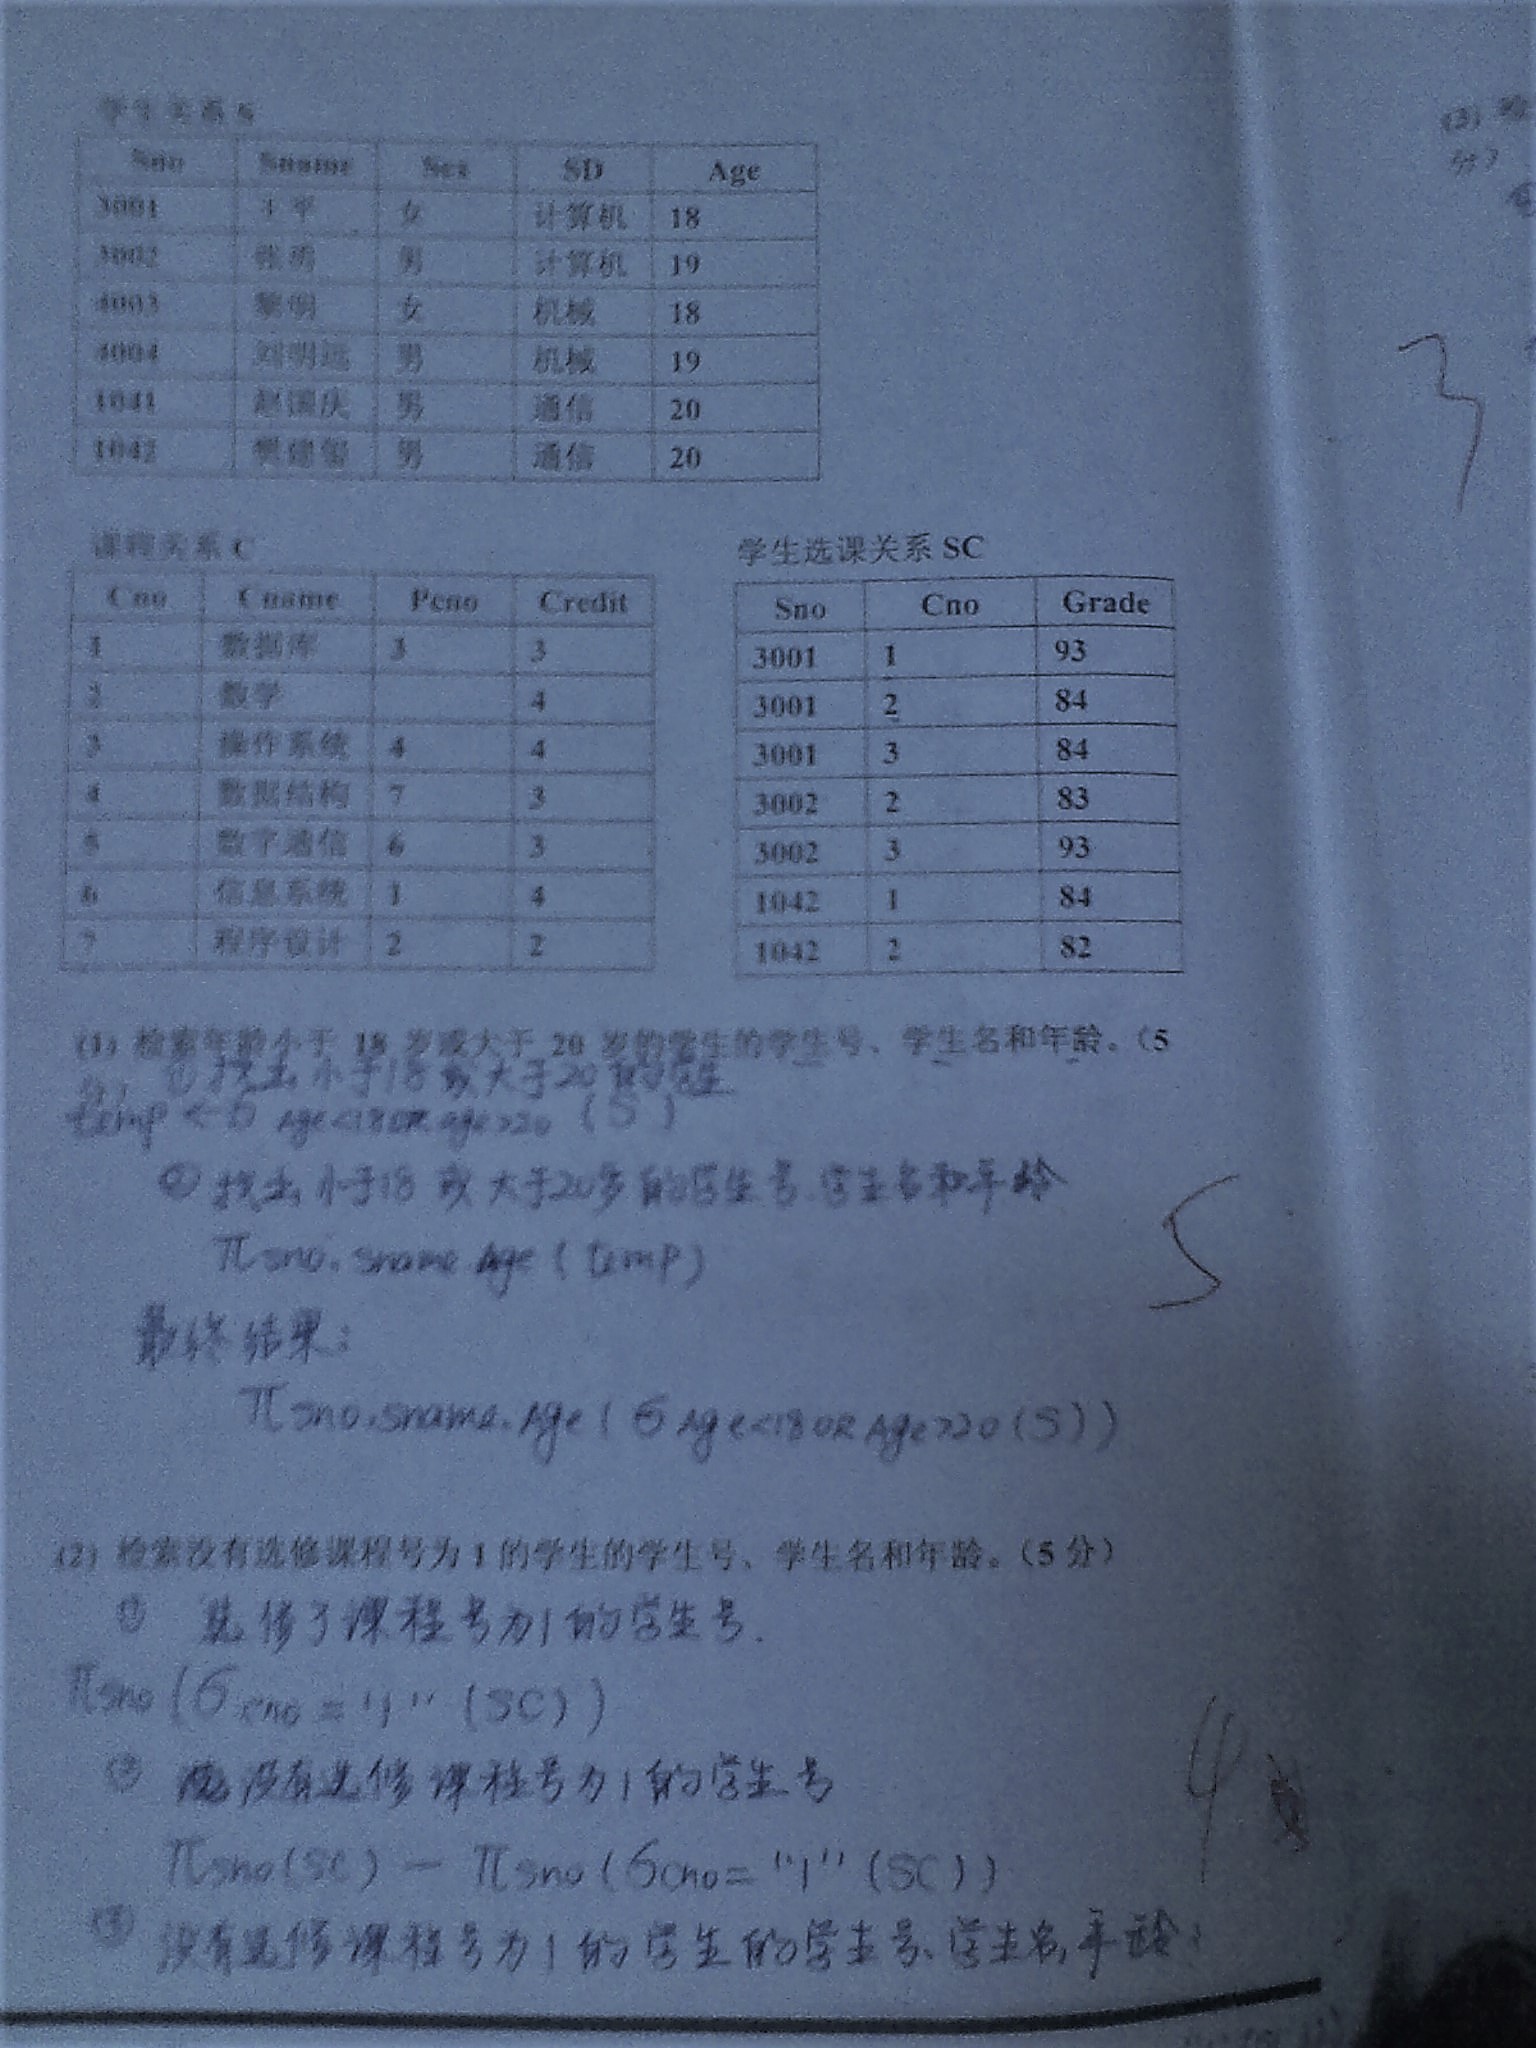 学生关系 S
Sno Sname Sex SD Age
3001 王平 女 计算机 18
3002 张勇 男 计算机 19
4003 黎明 女 机械 18
4004 刘明远 男 机械 19
1041 赵国庆 男 通信 20
1042 樊建玺 男 通信 20
课程关系 C
Cno Cname Pcno Credit
1 数据库 3 3
2 数学 4
3 操作系统 4 4
4 数据结构 7 3
5 数字通信 6 3
6 信息系统 1 4
7 程序设计 2 2
学生选课关系 SC
Sno Cno Grade
3001 1 93
3001 2 84
3001 3 84
3002 2 83
3002 3 93
1042 1 84
1042 2 82
(1) 检索年龄小于 18 岁或大于 20 岁的学生的学生号、学生名和年龄。(5
分) ① 找出小于18或大于20的学生
temp ← σ Age<18 OR age>20 (S)
② 找出小于18或大于20岁的学生号.学生名和年龄
π sno. sname Age (temp)
最终结果:
π sno.sname.Age ( σ Age<18 OR Age>20 (S))
(2) 检索没有选修课程号为 1 的学生的学生号、学生名和年龄。(5 分)
① 选修了课程号为1的学生号.
π sno (σ cno = "1" (SC))
② 没有选修课程号为1的学生号
π sno (SC) — π sno (σ cno = "1" (SC))
③ 没有选修课程号为1的学生的学生号、学生名,年龄:
5
4
3
(3)
分)